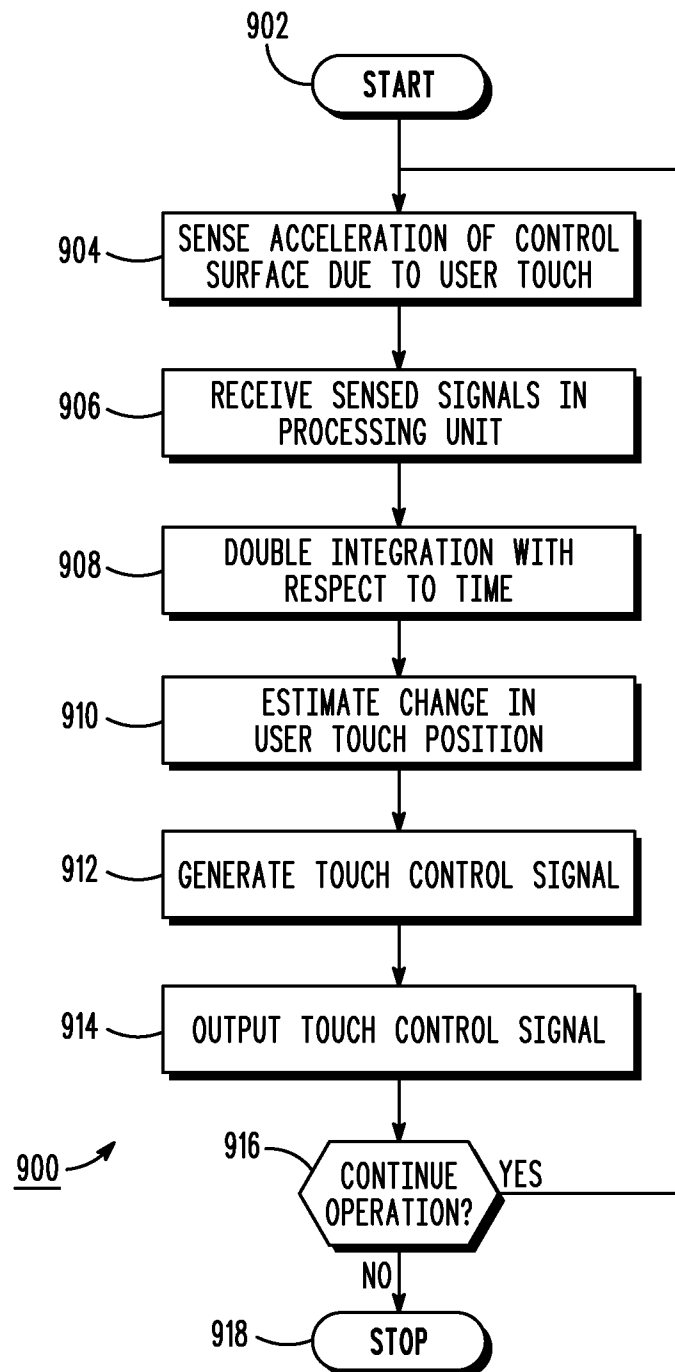 902
START
904
SENSE ACCELERATION OF CONTROL
SURFACE DUE TO USER TOUCH
906
RECEIVE SENSED SIGNALS IN
PROCESSING UNIT
908
DOUBLE INTEGRATION WITH
RESPECT TO TIME
910
ESTIMATE CHANGE IN
USER TOUCH POSITION
912
GENERATE TOUCH CONTROL SIGNAL
914
OUTPUT TOUCH CONTROL SIGNAL
900
916
CONTINUE
OPERATION?
YES
NO
918
STOP